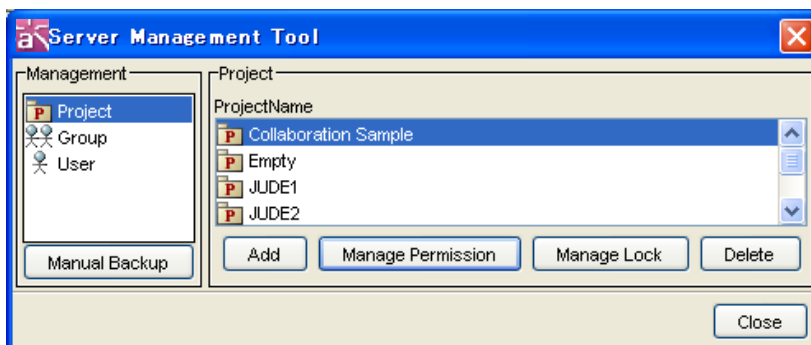 Server Management Tool
Management
Project
Group
User
Manual Backup
Project
ProjectName
Collaboration Sample
Empty
JUDE1
JUDE2
Add Manage Permission Manage Lock Delete
Close